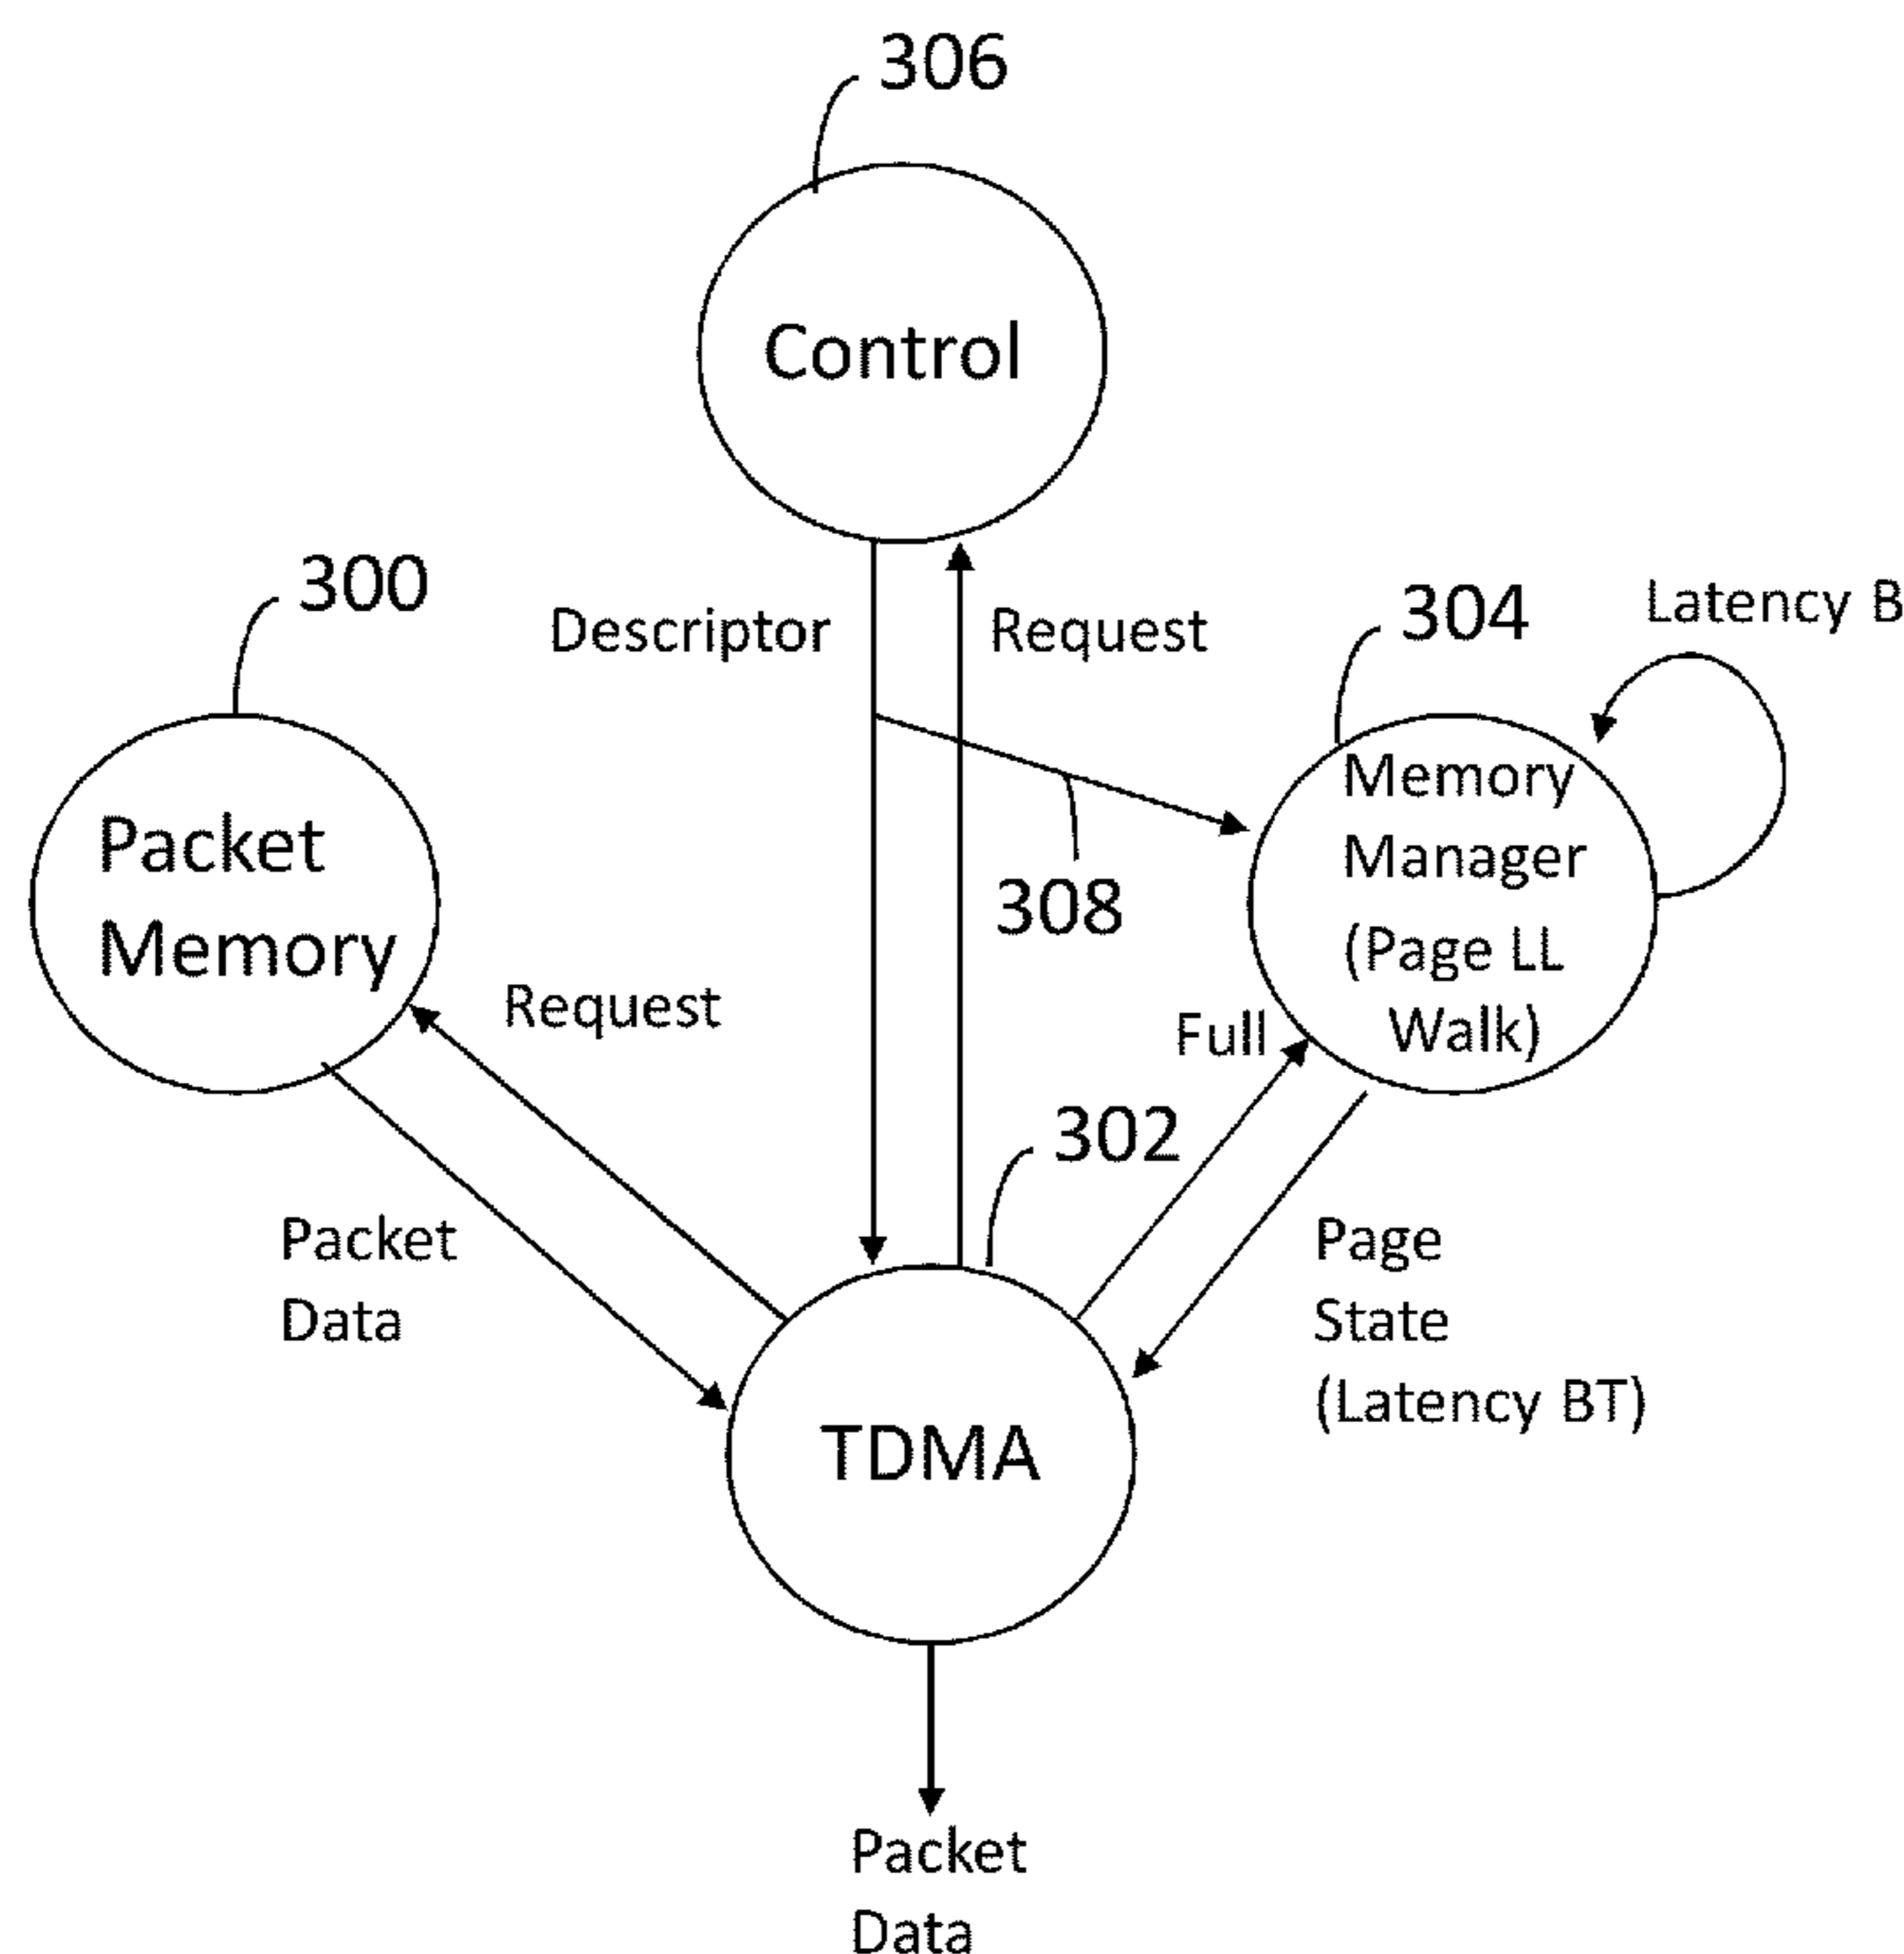 306
Control
300
Descriptor
Request
304
Latency B
Memory
Manager
(Page LL
Walk)
Packet
Memory
308
Request
Full
302
Packet
Data
Page
State
(Latency BT)
TDMA
Packet
Data